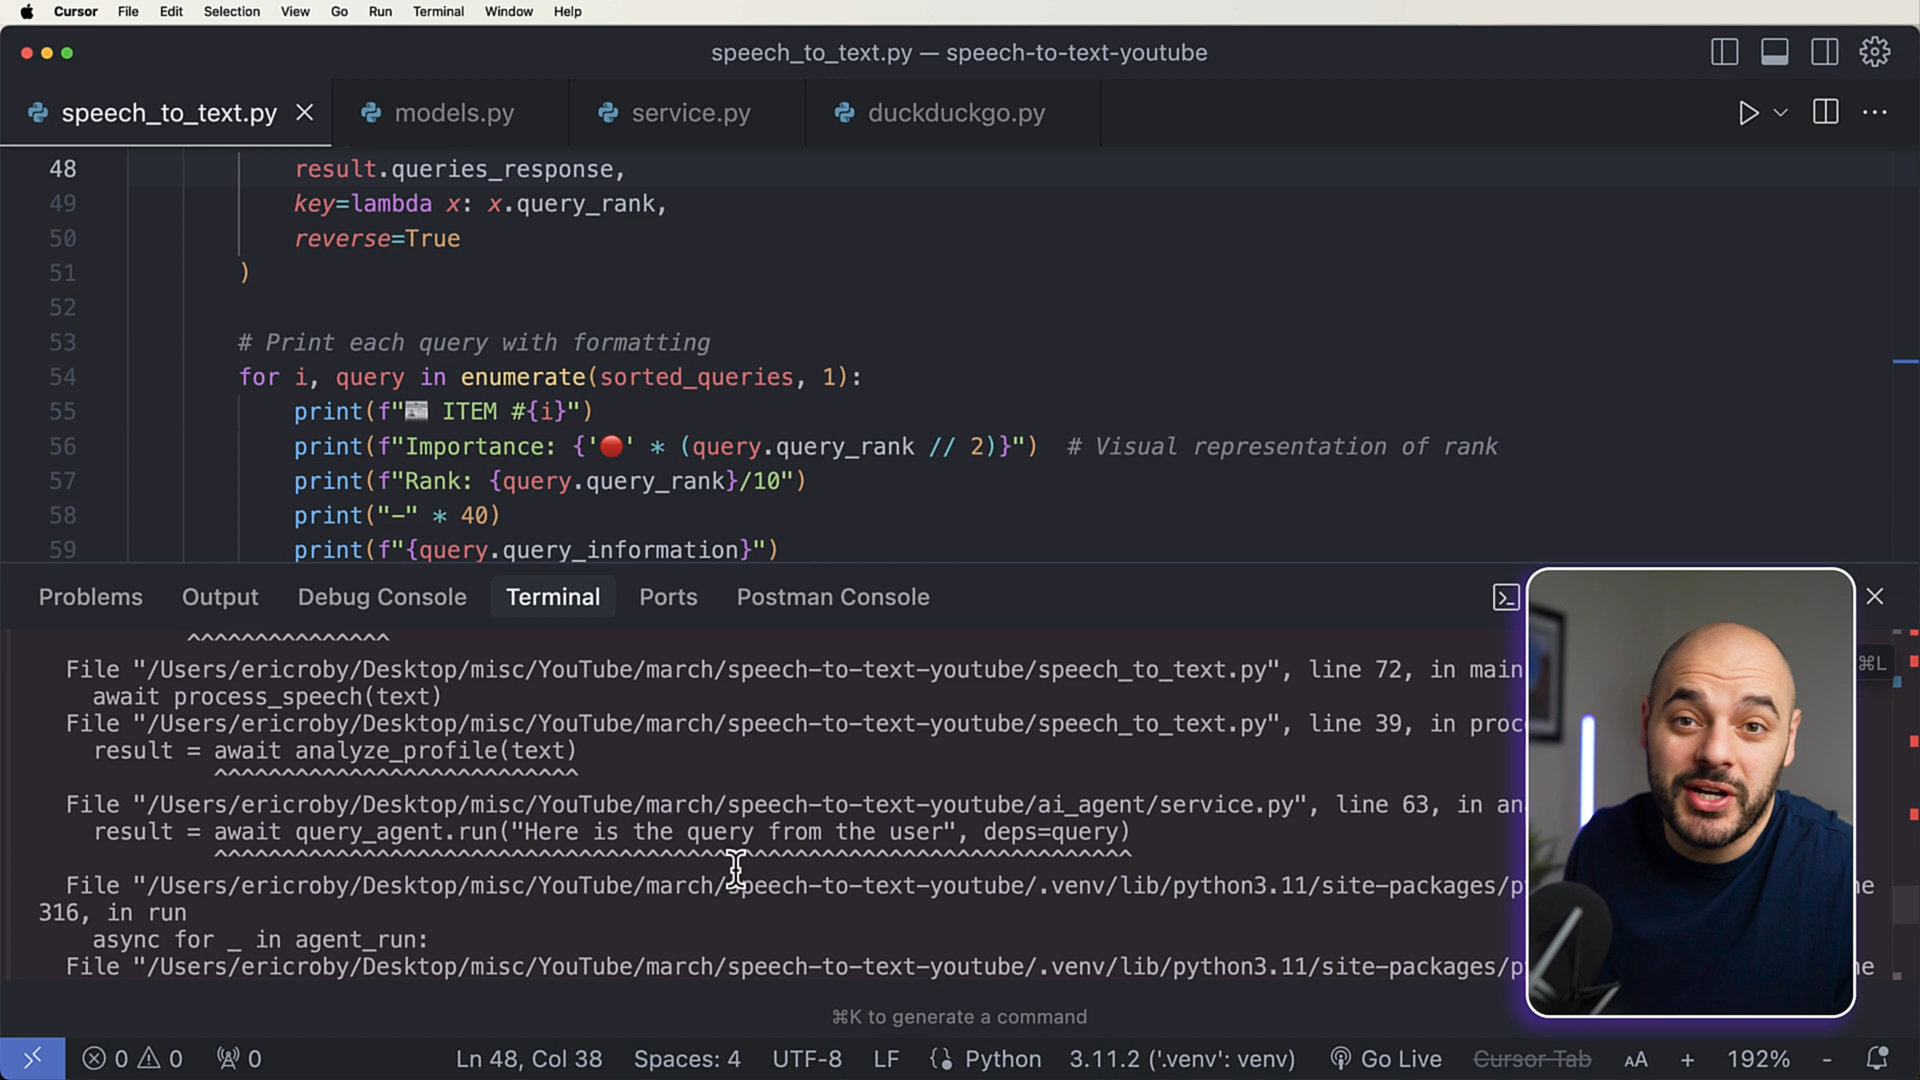 Cursor File Edit Selection View Go Run Terminal Window Help
speech_to_text.py — speech-to-text-youtube
speech_to_text.py models.py service.py duckduckgo.py
48 result.queries_response,
49 key=lambda x: x.query_rank,
50 reverse=True
51 )
52
53 # Print each query with formatting
54 for i, query in enumerate(sorted_queries, 1):
55 print(f"📰 ITEM #{i}")
56 print(f"Importance: {'🔴' * (query.query_rank // 2)}") # Visual representation of rank
57 print(f"Rank: {query.query_rank}/10")
58 print("-" * 40)
59 print(f"{query.query_information}")
Problems Output Debug Console Terminal Ports Postman Console
^^^^^^^^^^^^^^^
File "/Users/ericroby/Desktop/misc/YouTube/march/speech-to-text-youtube/speech_to_text.py", line 72, in main
⌘L
await process_speech(text)
File "/Users/ericroby/Desktop/misc/YouTube/march/speech-to-text-youtube/speech_to_text.py", line 39, in proc
result = await analyze_profile(text)
^^^^^^^^^^^^^^^^^^^^^^^^^^^
File "/Users/ericroby/Desktop/misc/YouTube/march/speech-to-text-youtube/ai_agent/service.py", line 63, in an
result = await query_agent.run("Here is the query from the user", deps=query)
^^^^^^^^^^^^^^^^^^^^^^^^^^^^^^^^^^^^^^^^^^^^^^^^^^^^^^^^^^^^^^^^^^^^
File "/Users/ericroby/Desktop/misc/YouTube/march/speech-to-text-youtube/.venv/lib/python3.11/site-packages/p ne
316, in run
async for _ in agent_run:
File "/Users/ericroby/Desktop/misc/YouTube/march/speech-to-text-youtube/.venv/lib/python3.11/site-packages/p ne
⌘K to generate a command
0 0 0 Ln 48, Col 38 Spaces: 4 UTF-8 LF Python 3.11.2 ('.venv': venv) Go Live Cursor Tab AA + 192% -